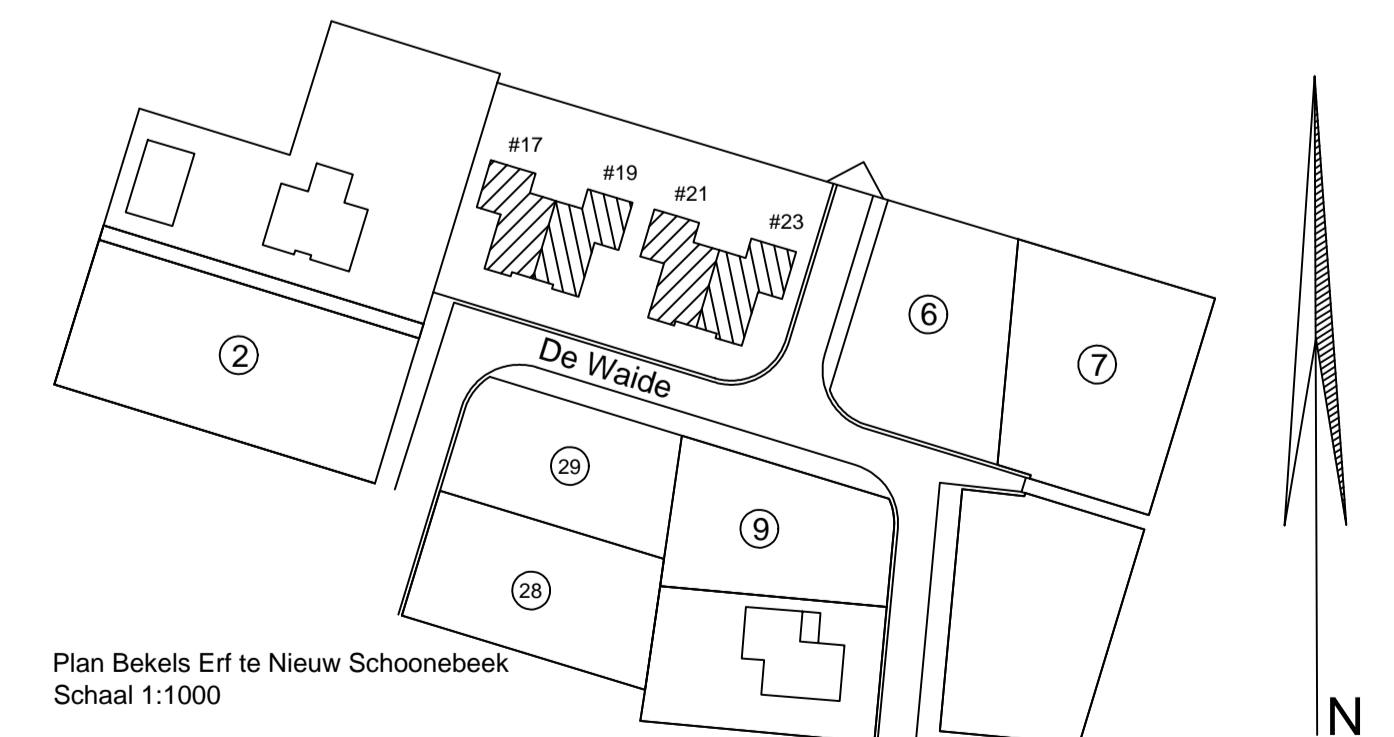 #17
#19
#21
#23
6
7
2
De Waide
29
9
28
Plan Bekels Erf te Nieuw Schoonebeek
Schaal 1:1000
N